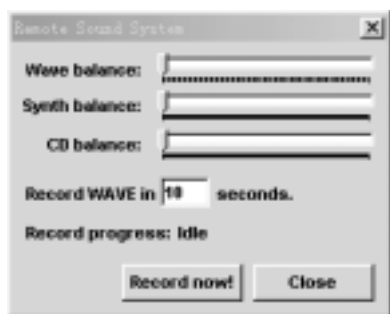 Remote Sound System
Wave balance:
Synth balance:
CD balance:
Record WAVE in 10 seconds.
Record progress: Idle
Record now! Close